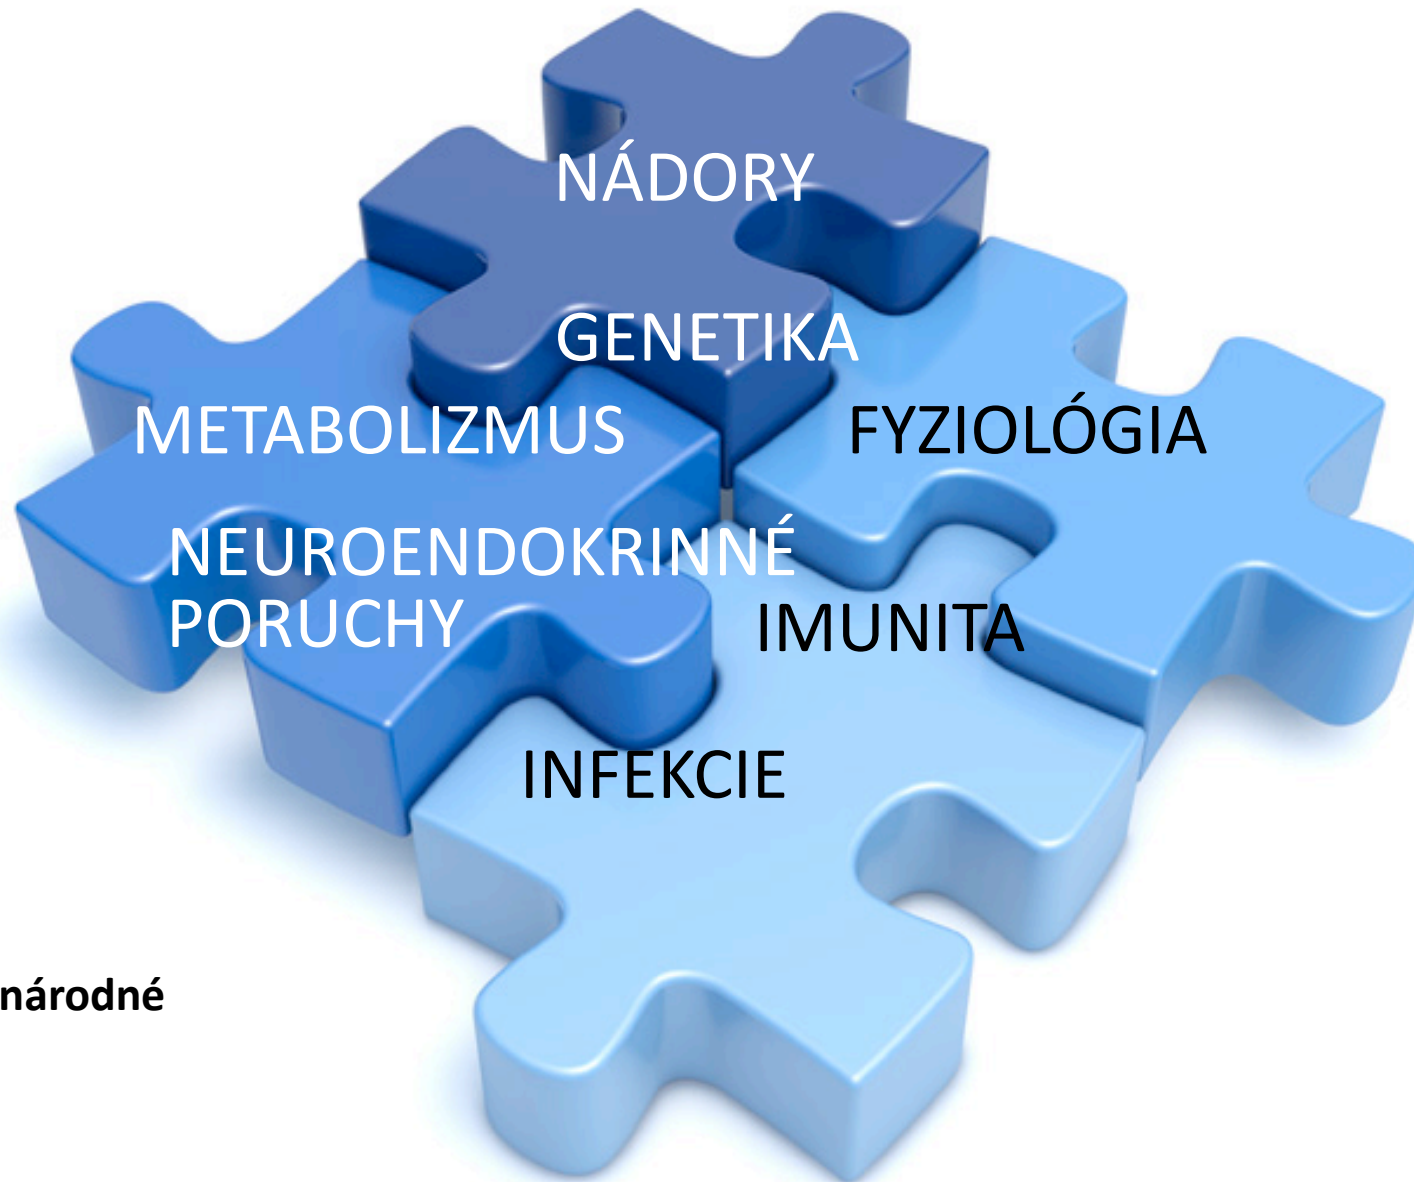 NÁDORY
GENETIKA
METABOLIZMUS
FYZIOLÓGIA
NEUROENDOKRINNÉ
PORUCHY
IMUNITA
INFEKCIE
národné